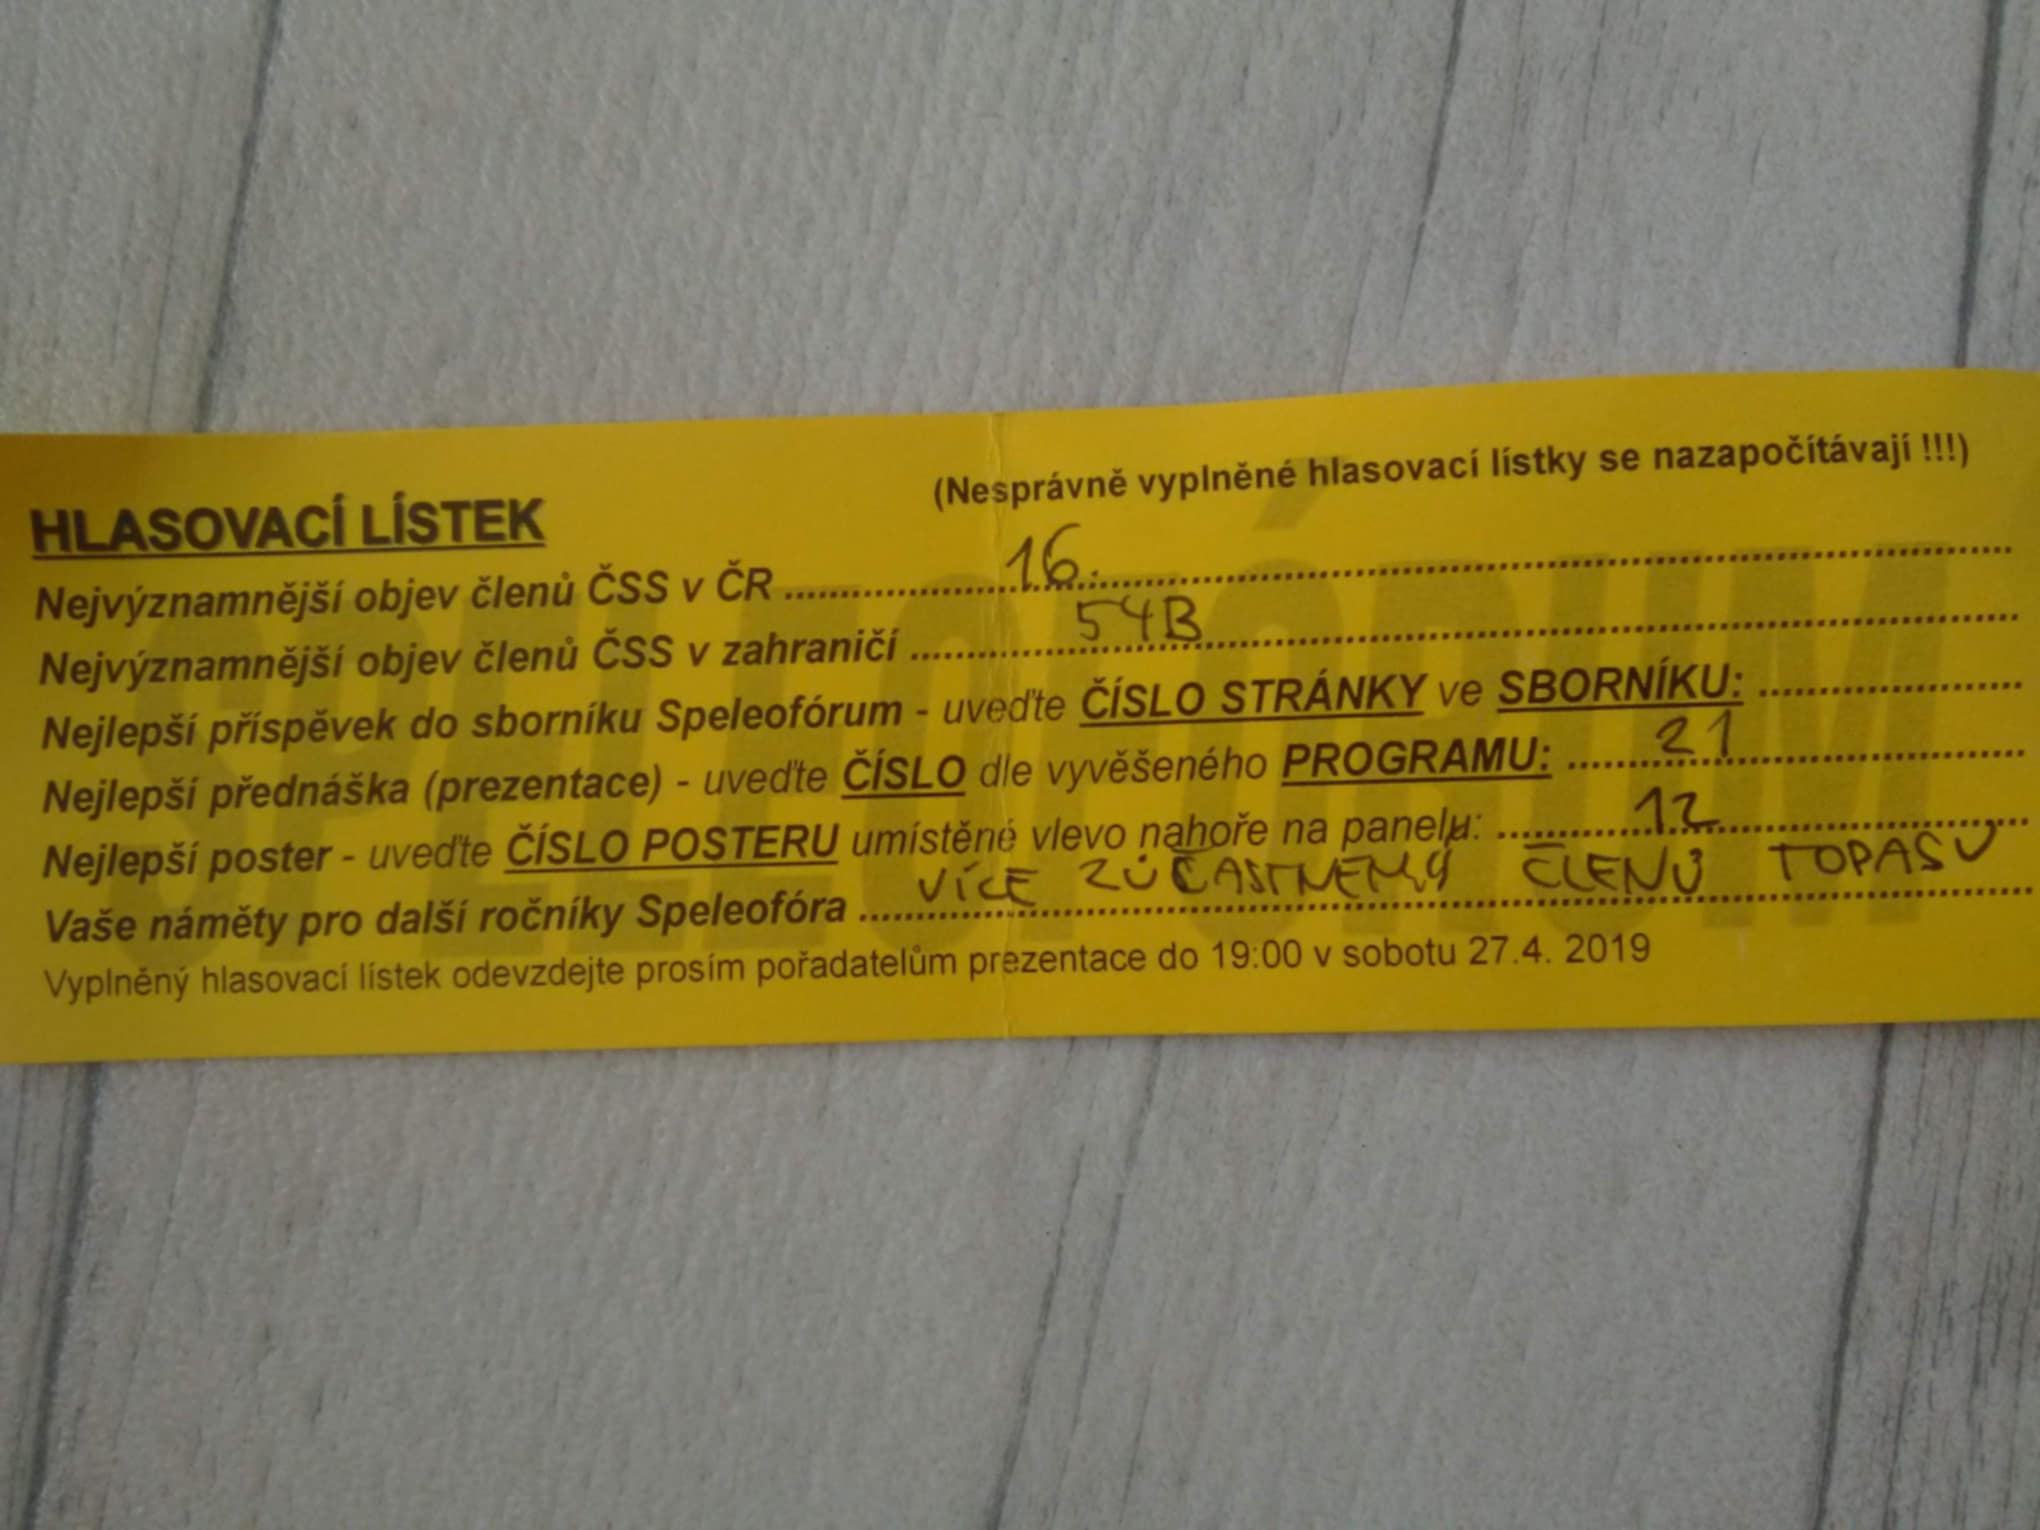 (Nesprávně vyplněné hlasovací lístky se nazapočítávají !!!)
HLASOVACÍ LÍSTEK
Nejvýznamnější objev členů ČSS v ČR 16.
Nejvýznamnější objev členů ČSS v zahraničí 54B
Nejlepší příspěvek do sborníku Speleofórum - uveďte ČÍSLO STRÁNKY ve SBORNÍKU:
Nejlepší přednáška (prezentace) - uveďte ČÍSLO dle vyvěšeného PROGRAMU: 21
Nejlepší poster - uveďte ČÍSLO POSTERU umístěné vlevo nahoře na panelu: 12
Vaše náměty pro další ročníky Speleofóra VÍCE ČLENŮ TOPASU
Vyplněný hlasovací lístek odevzdejte prosím pořadatelům prezentace do 19:00 v sobotu 27.4. 2019
SPELEOFÓRUM